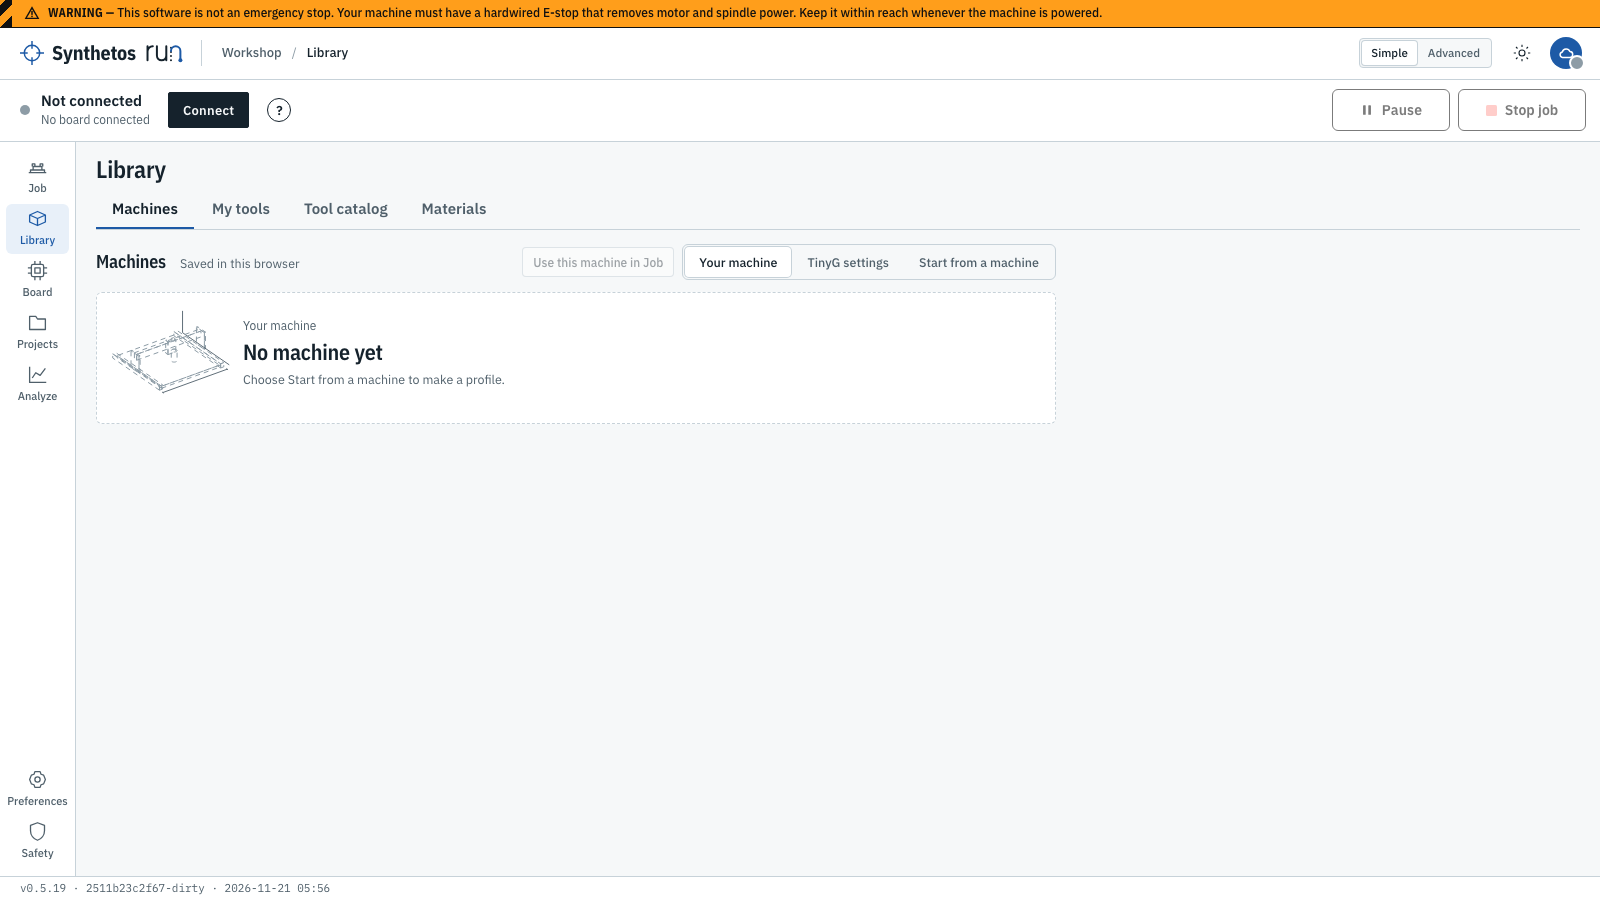 WARNING — This software is not an emergency stop. Your machine must have a hardwired E-stop that removes motor and spindle power. Keep it within reach whenever the machine is powered.
Synthetos run
Workshop / Library
Simple Advanced
Not connected
No board connected
Connect
?
Pause
Stop job
Job
Library
Board
Projects
Analyze
Preferences
Safety
Library
Machines My tools Tool catalog Materials
Machines Saved in this browser
Use this machine in Job
Your machine TinyG settings Start from a machine
Your machine
No machine yet
Choose Start from a machine to make a profile.
v0.5.19 · 2511b23c2f67-dirty · 2026-11-21 05:56